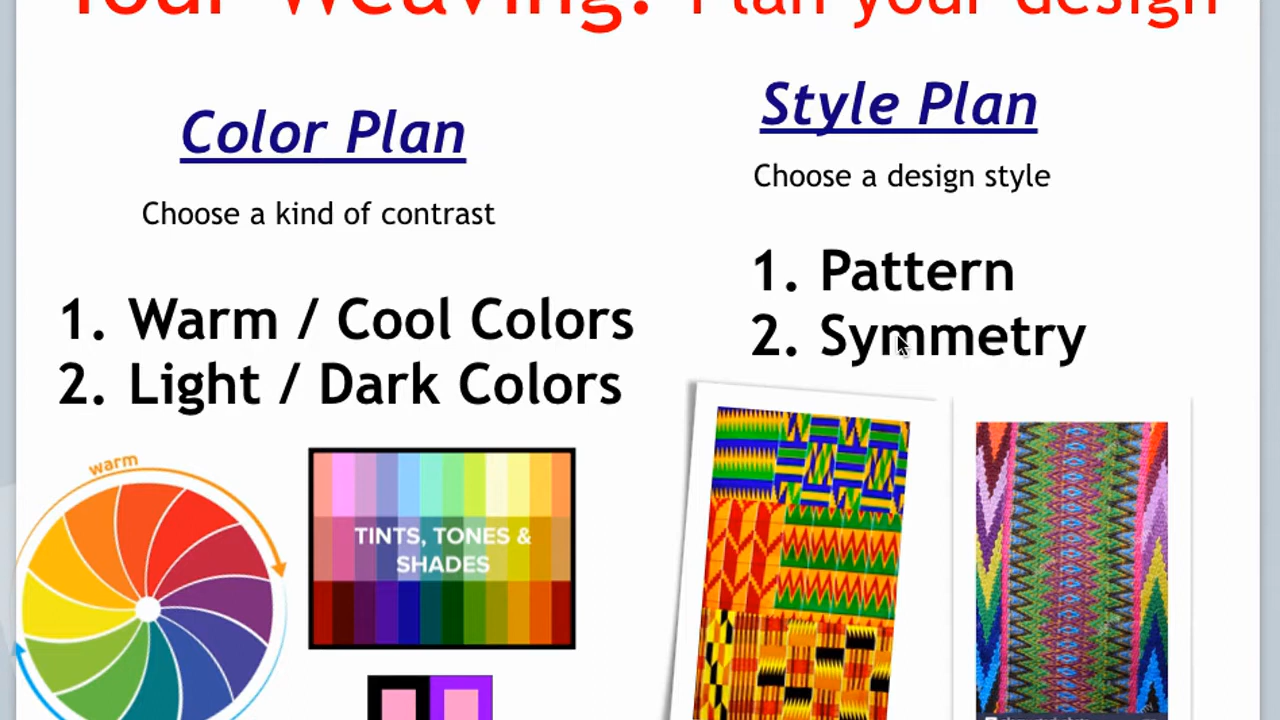 Your Weaving: Plan your design
Color Plan
Choose a kind of contrast
1. Warm / Cool Colors
2. Light / Dark Colors
warm
TINTS, TONES &
SHADES
Style Plan
Choose a design style
1. Pattern
2. Symmetry